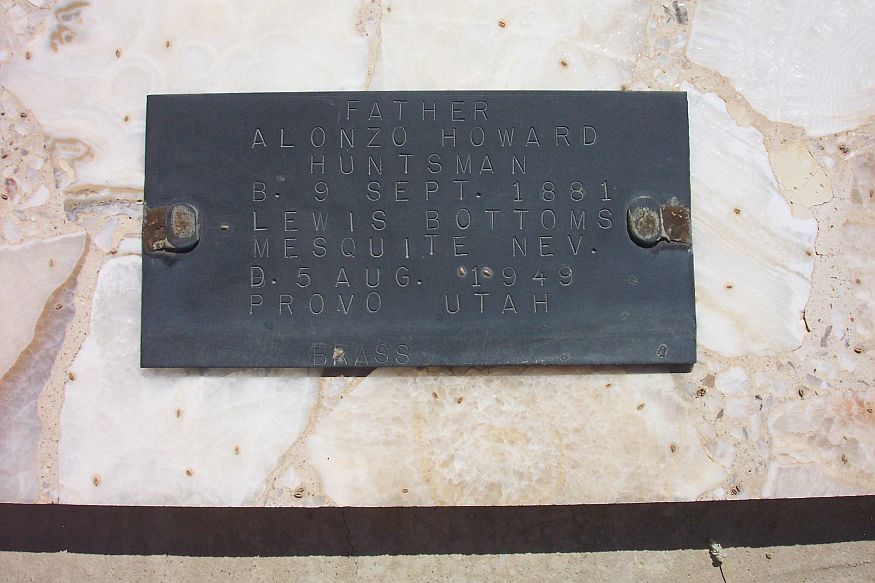 FATHER
ALONZO HOWARD
HUNTSMAN
B. 9 SEPT. 1881
LEWIS BOTTOMS
MESQUITE NEV.
D. 5 AUG. 1949
PROVO UTAH
BRASS